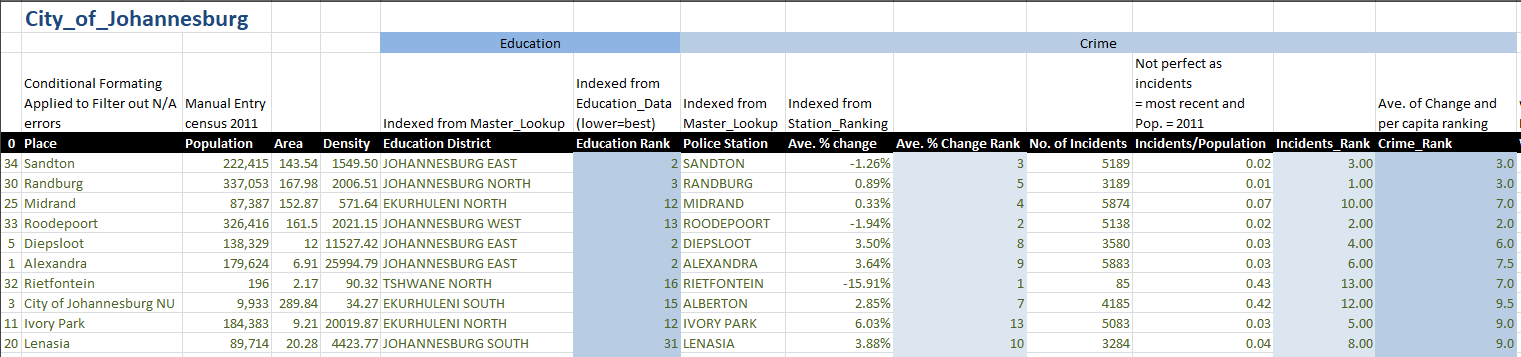 City_of_Johannesburg
Education Crime
Conditional Formating
Applied to Filter out N/A
errors
Manual Entry
census 2011
Indexed from Master_Lookup
Indexed from
Education_Data
(lower=best)
Indexed from
Master_Lookup
Indexed from
Station_Ranking
Not perfect as
incidents
= most recent and
Pop. = 2011
Ave. of Change and
per capita ranking
0 Place Population Area Density Education District Education Rank Police Station Ave. % change Ave. % Change Rank No. of Incidents Incidents/Population Incidents_Rank Crime_Rank
34 Sandton 222,415 143.54 1549.50 JOHANNESBURG EAST 2 SANDTON -1.26% 3 5189 0.02 3.00 3.0
30 Randburg 337,053 167.98 2006.51 JOHANNESBURG NORTH 3 RANDBURG 0.89% 5 3189 0.01 1.00 3.0
25 Midrand 87,387 152.87 571.64 EKURHULENI NORTH 12 MIDRAND 0.33% 4 5874 0.07 10.00 7.0
33 Roodepoort 326,416 161.5 2021.15 JOHANNESBURG WEST 13 ROODEPOORT -1.94% 2 5138 0.02 2.00 2.0
5 Diepsloot 138,329 12 11527.42 JOHANNESBURG EAST 2 DIEPSLOOT 3.50% 8 3580 0.03 4.00 6.0
1 Alexandra 179,624 6.91 25994.79 JOHANNESBURG EAST 2 ALEXANDRA 3.64% 9 5883 0.03 6.00 7.5
32 Rietfontein 196 2.17 90.32 TSHWANE NORTH 16 RIETFONTEIN -15.91% 1 85 0.43 13.00 7.0
3 City of Johannesburg NU 9,933 289.84 34.27 EKURHULENI SOUTH 15 ALBERTON 2.85% 7 4185 0.42 12.00 9.5
11 Ivory Park 184,383 9.21 20019.87 EKURHULENI NORTH 12 IVORY PARK 6.03% 13 5083 0.03 5.00 9.0
20 Lenasia 89,714 20.28 4423.77 JOHANNESBURG SOUTH 31 LENASIA 3.88% 10 3284 0.04 8.00 9.0